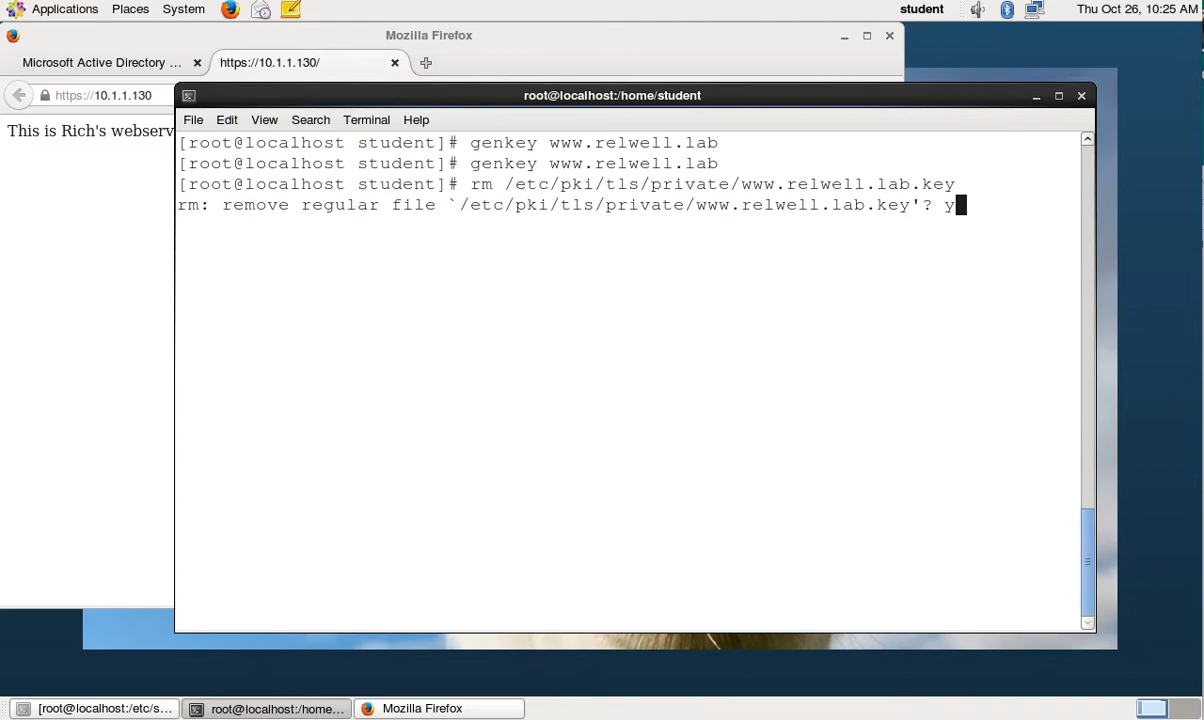 Applications Places System student Thu Oct 26, 10:25 AM
Mozilla Firefox
Microsoft Active Directory ... https://10.1.1.130/
https://10.1.1.130
This is Rich's webserv
root@localhost:/home/student
File Edit View Search Terminal Help
[root@localhost student]# genkey www.relwell.lab
[root@localhost student]# genkey www.relwell.lab
[root@localhost student]# rm /etc/pki/tls/private/www.relwell.lab.key
rm: remove regular file `/etc/pki/tls/private/www.relwell.lab.key'? y
[root@localhost:/etc/s... root@localhost:/home... Mozilla Firefox